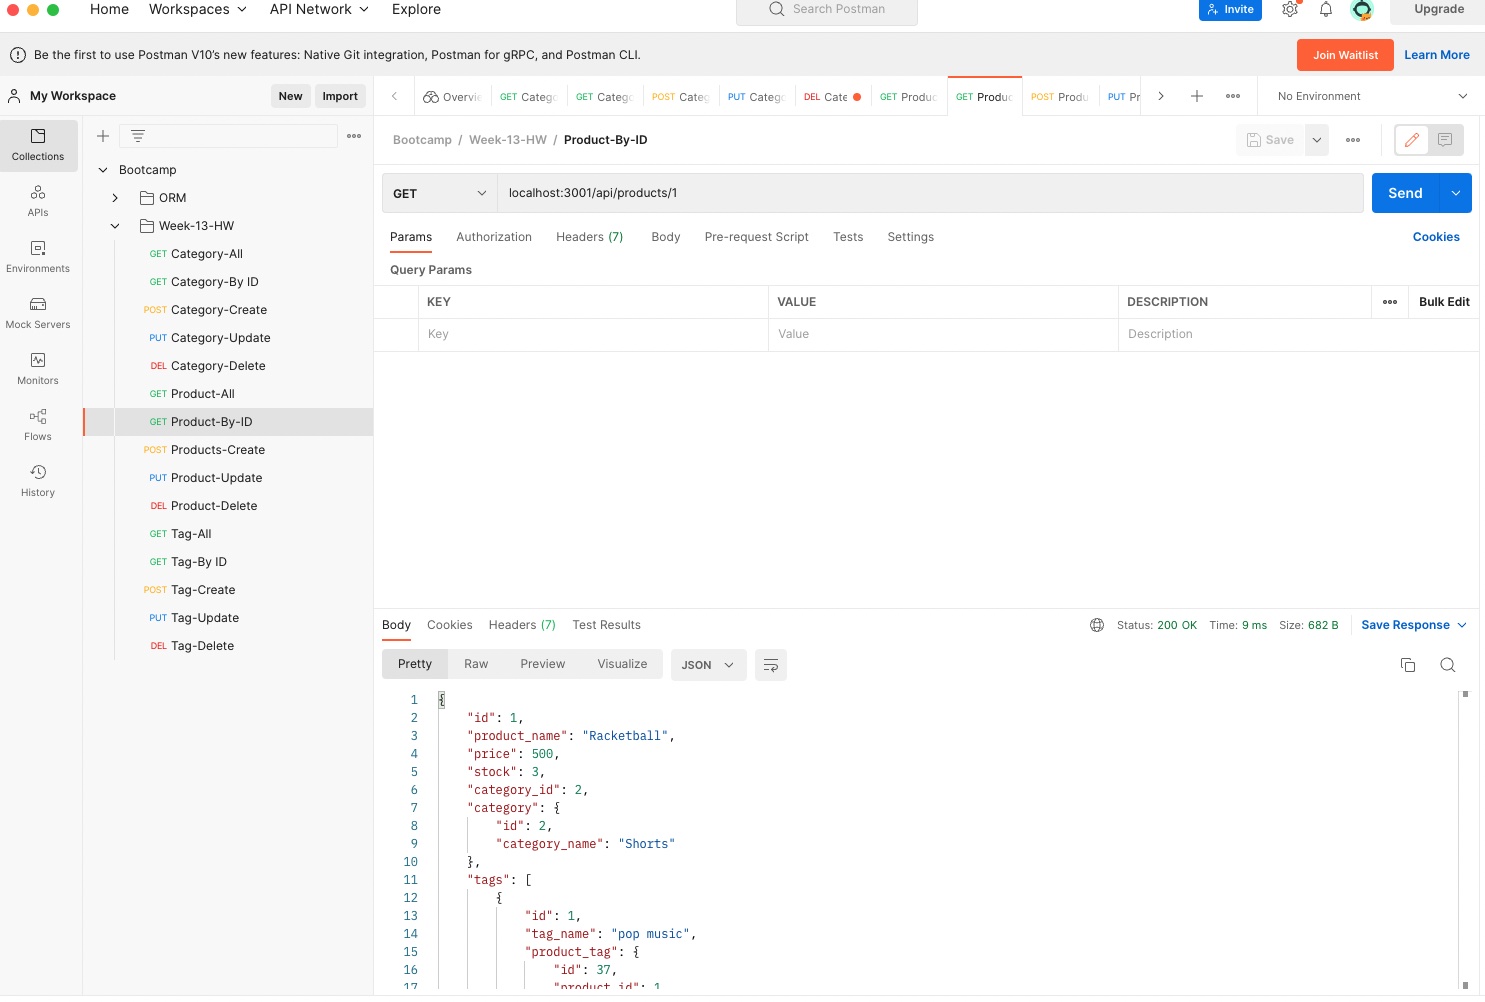 Home Workspaces API Network Explore Search Postman Invite Upgrade
Be the first to use Postman V10's new features: Native Git integration, Postman for gRPC, and Postman CLI. Join Waitlist Learn More
My Workspace New Import Overvie GET Catego GET Catego POST Categ PUT Catego DEL Cate GET Produc GET Produc POST Produ PUT Pr No Environment
Collections
APIs
Environments
Mock Servers
Monitors
Flows
History
Bootcamp
ORM
Week-13-HW
GET Category-All
GET Category-By ID
POST Category-Create
PUT Category-Update
DEL Category-Delete
GET Product-All
GET Product-By-ID
POST Products-Create
PUT Product-Update
DEL Product-Delete
GET Tag-All
GET Tag-By ID
POST Tag-Create
PUT Tag-Update
DEL Tag-Delete
Bootcamp / Week-13-HW / Product-By-ID Save
GET localhost:3001/api/products/1 Send
Params Authorization Headers (7) Body Pre-request Script Tests Settings Cookies
Query Params
KEY VALUE DESCRIPTION Bulk Edit
Key Value Description
Body Cookies Headers (7) Test Results Status: 200 OK Time: 9 ms Size: 682 B Save Response
Pretty Raw Preview Visualize JSON
1 {
2 "id": 1,
3 "product_name": "Racketball",
4 "price": 500,
5 "stock": 3,
6 "category_id": 2,
7 "category": {
8 "id": 2,
9 "category_name": "Shorts"
10 },
11 "tags": [
12 {
13 "id": 1,
14 "tag_name": "pop music",
15 "product_tag": {
16 "id": 37,
17 "product_id": 1